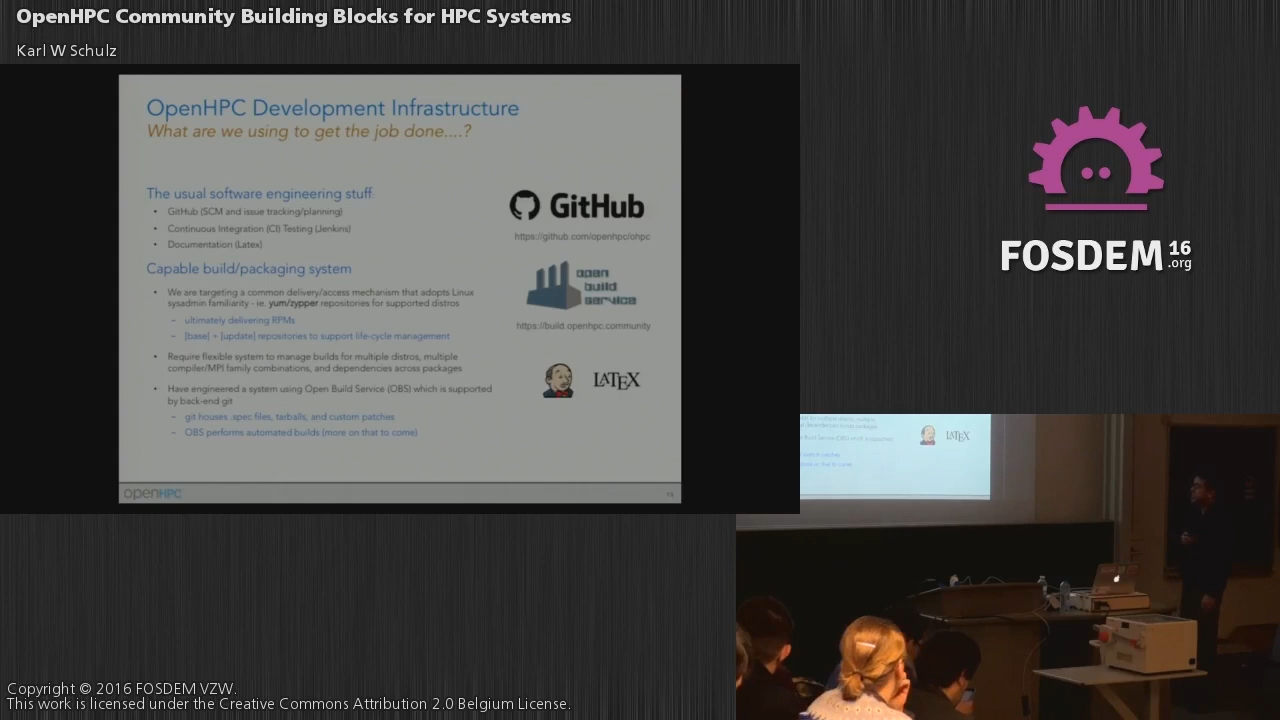 OpenHPC Community Building Blocks for HPC Systems
Karl W Schulz
OpenHPC Development Infrastructure
What are we using to get the job done....?
The usual software engineering stuff:
• GitHub (SCM and issue tracking/planning)
• Continuous Integration (CI) Testing (Jenkins)
• Documentation (Latex)
Capable build/packaging system
• We are targeting a common delivery/access mechanism that adopts Linux
sysadmin familiarity - ie. yum/zypper repositories for supported distros
– ultimately delivering RPMs
– [base] + [update] repositories to support life-cycle management
• Require flexible system to manage builds for multiple distros, multiple
compiler/MPI family combinations, and dependencies across packages
• Have engineered a system using Open Build Service (OBS) which is supported
by back-end git
– git houses .spec files, tarballs, and custom patches
– OBS performs automated builds (more on that to come)
GitHub
https://github.com/openhpc/ohpc
open
build
service
https://build.openhpc.community
LATEX
openHPC
15
FOSDEM 16
.org
LATEX
Copyright © 2016 FOSDEM VZW.
This work is licensed under the Creative Commons Attribution 2.0 Belgium License.